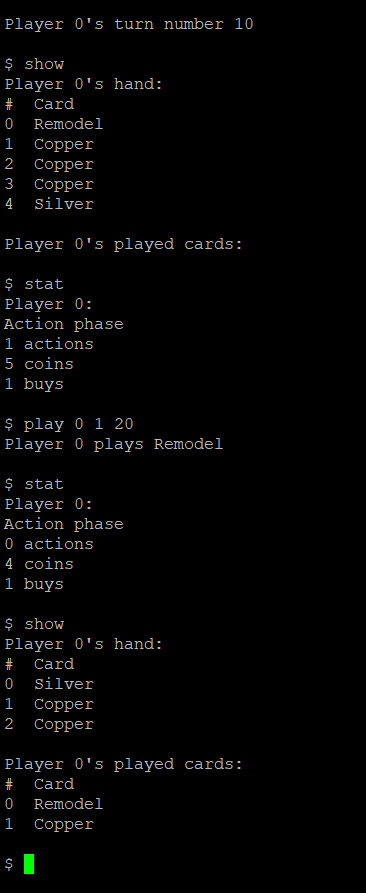 Player 0's turn number 10
$ show
Player 0's hand:
#  Card
0  Remodel
1  Copper
2  Copper
3  Copper
4  Silver
Player 0's played cards:
$ stat
Player 0:
Action phase
1 actions
5 coins
1 buys
$ play 0 1 20
Player 0 plays Remodel
$ stat
Player 0:
Action phase
0 actions
4 coins
1 buys
$ show
Player 0's hand:
#  Card
0  Silver
1  Copper
2  Copper
Player 0's played cards:
#  Card
0  Remodel
1  Copper
$